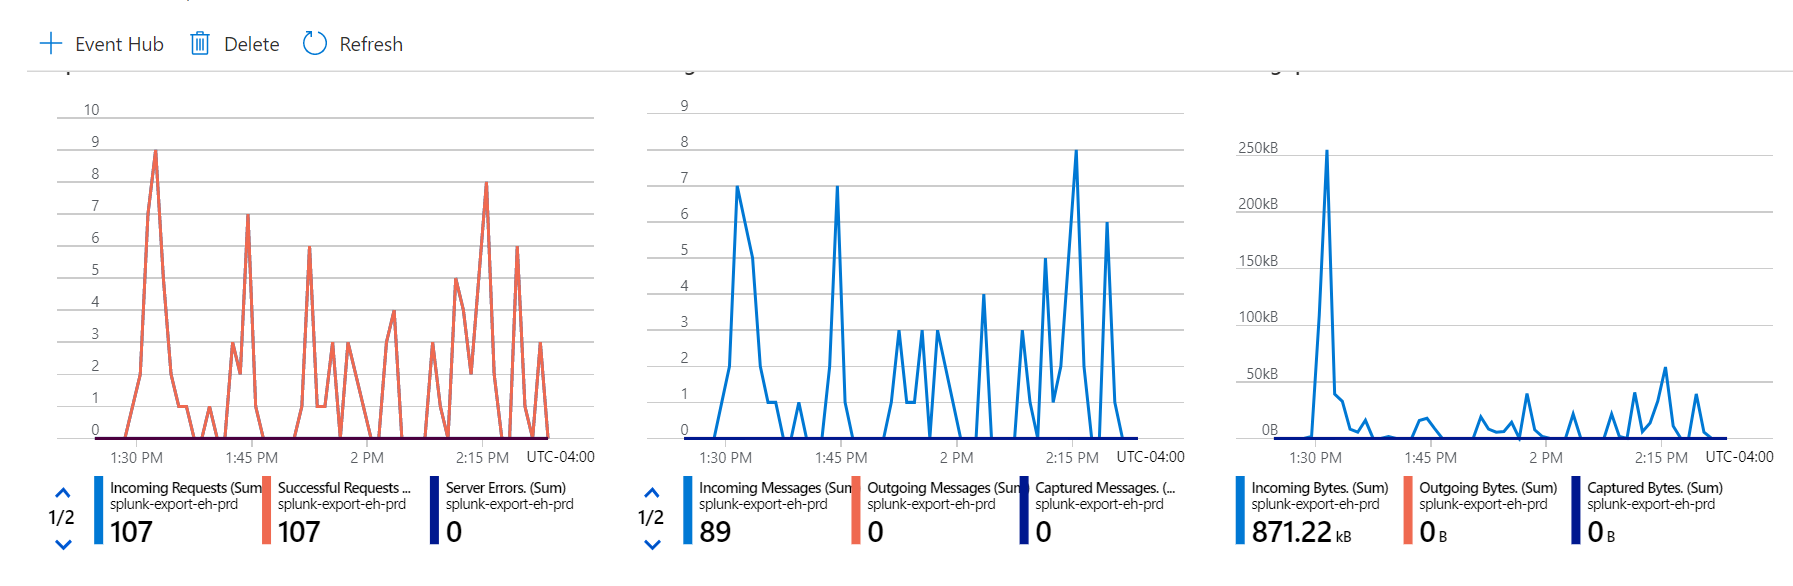 Event Hub Delete Refresh
10
9
8
7
6
5
4
3
2
1
0
1:30 PM 1:45 PM 2 PM 2:15 PM UTC-04:00
1/2
Incoming Requests (Sum
splunk-export-eh-prd
107
Successful Requests ...
splunk-export-eh-prd
107
Server Errors. (Sum)
splunk-export-eh-prd
0
9
8
7
6
5
4
3
2
1
0
1:30 PM 1:45 PM 2 PM 2:15 PM UTC-04:00
1/2
Incoming Messages (Sum
splunk-export-eh-prd
89
Outgoing Messages (Sum
splunk-export-eh-prd
0
Captured Messages. (...
splunk-export-eh-prd
0
250kB
200kB
150kB
100kB
50kB
0B
1:30 PM 1:45 PM 2 PM 2:15 PM UTC-04:00
Incoming Bytes. (Sum)
splunk-export-eh-prd
871.22 kB
Outgoing Bytes. (Sum)
splunk-export-eh-prd
0 B
Captured Bytes. (Sum)
splunk-export-eh-prd
0 B